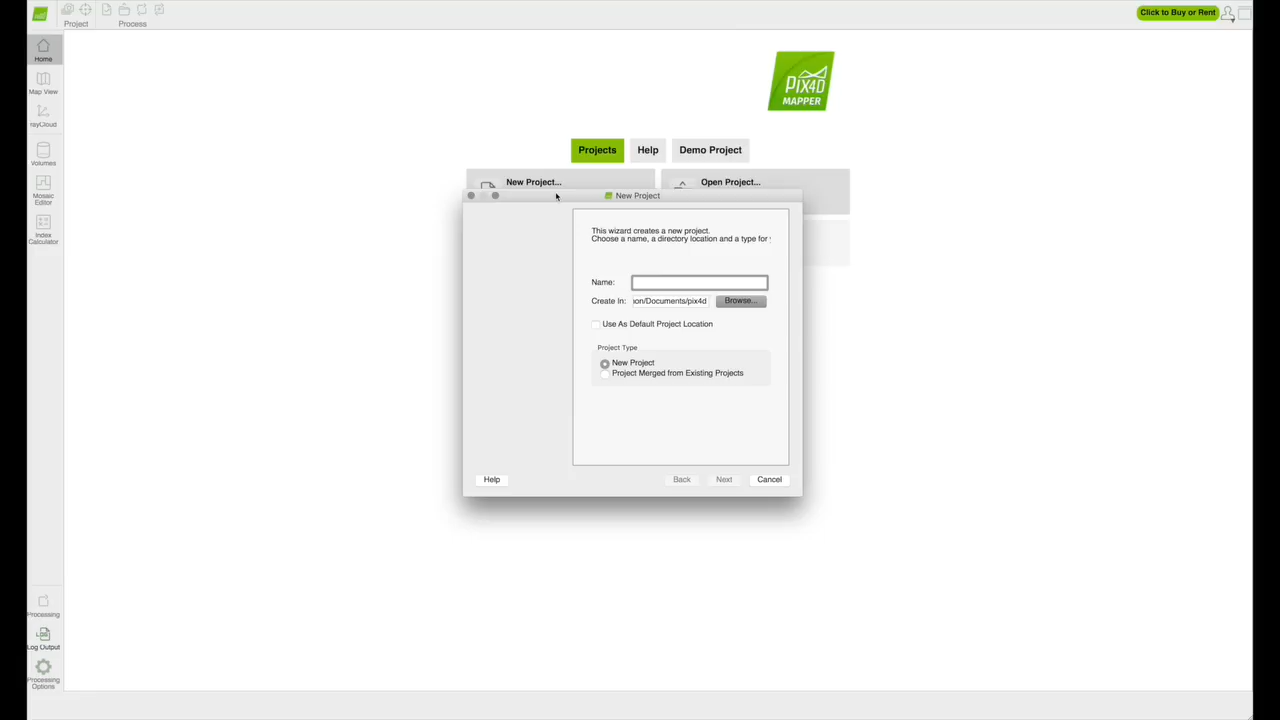 Project
Process
Click to Buy or Rent
Home
Map View
rayCloud
Volumes
Mosaic
Editor
Index
Calculator
Processing
Log Output
Processing
Options
PIX4D
MAPPER
Projects
Help
Demo Project
New Project...
Open Project...
New Project
This wizard creates a new project.
Choose a name, a directory location and a type for
Name:
Create In:
on/Documents/pix4d
Browse...
Use As Default Project Location
Project Type
New Project
Project Merged from Existing Projects
Help
Back
Next
Cancel